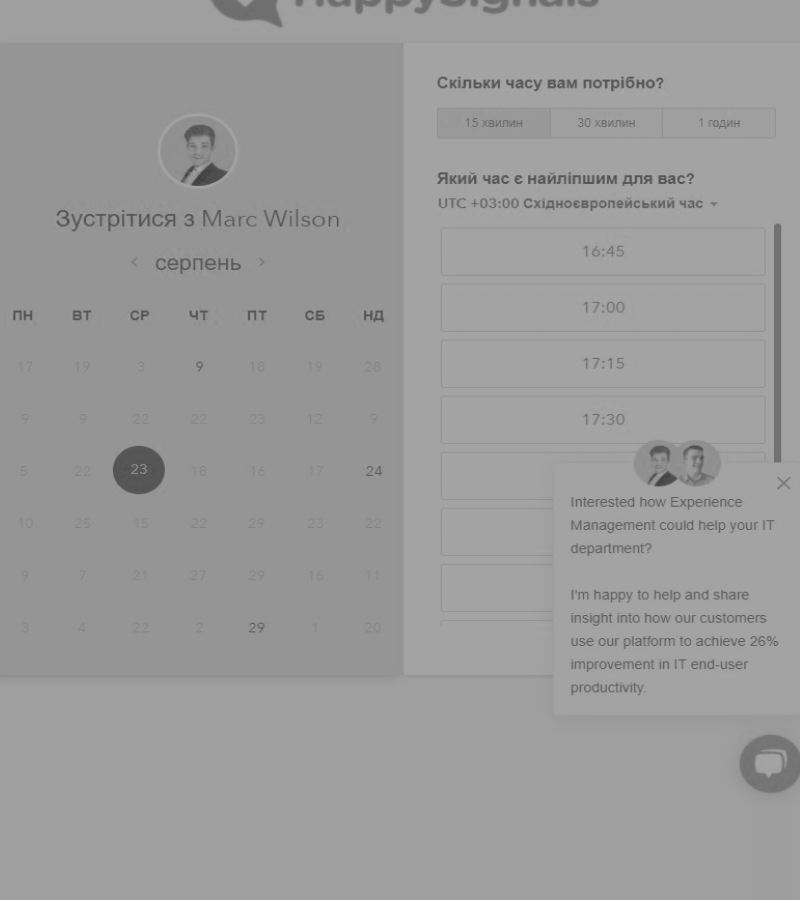 HappySignals
Зустрітися з Marc Wilson
серпень
ПН ВТ СР ЧТ ПТ СБ НД
17 19 3 9 18 19 28
9 9 22 22 23 12 9
5 22 23 18 16 17 24
10 25 15 22 29 23 22
9 7 21 27 29 16 11
3 4 22 2 29 1 20
Скільки часу вам потрібно?
15 хвилин 30 хвилин 1 годин
Який час є найліпшим для вас?
UTC +03:00 Східноєвропейський час
16:45
17:00
17:15
17:30
Interested how Experience
Management could help your IT
department?
I'm happy to help and share
insight into how our customers
use our platform to achieve 26%
improvement in IT end-user
productivity.